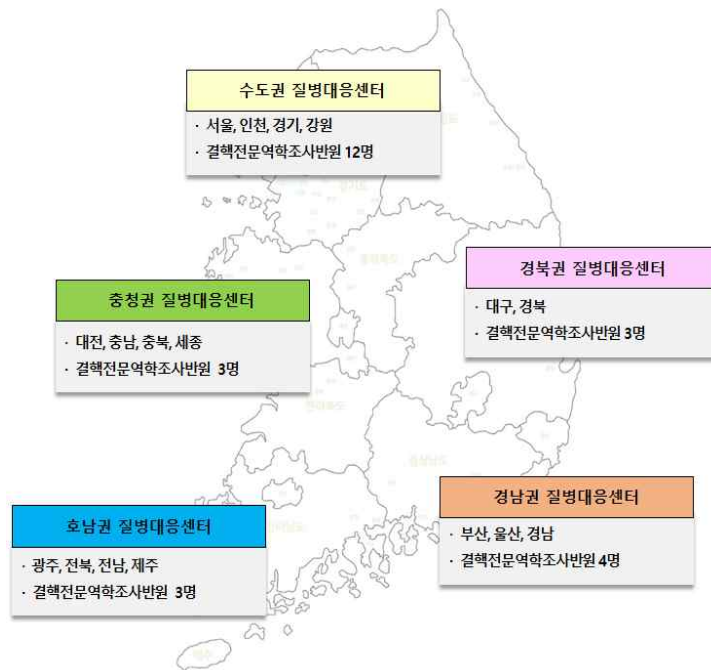 수도권 질병대응센터
· 서울, 인천, 경기, 강원
· 결핵전문역학조사반원 12명
경북권 질병대응센터
· 대구, 경북
· 결핵전문역학조사반원 3명
충청권 질병대응센터
· 대전, 충남, 충북, 세종
· 결핵전문역학조사반원 3명
경남권 질병대응센터
· 부산, 울산, 경남
· 결핵전문역학조사반원 4명
호남권 질병대응센터
· 광주, 전북, 전남, 제주
· 결핵전문역학조사반원 3명